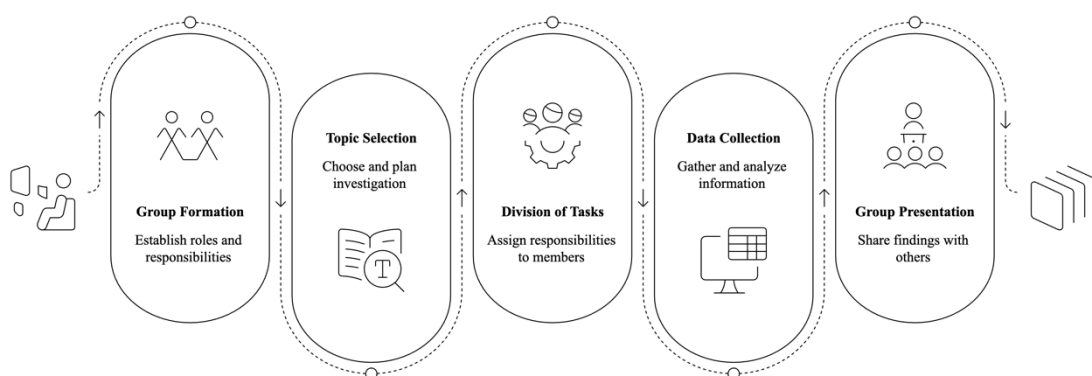 Group Formation
Establish roles and
responsibilities
Topic Selection
Choose and plan
investigation
T
Division of Tasks
Assign responsibilities
to members
Data Collection
Gather and analyze
information
Group Presentation
Share findings with
others